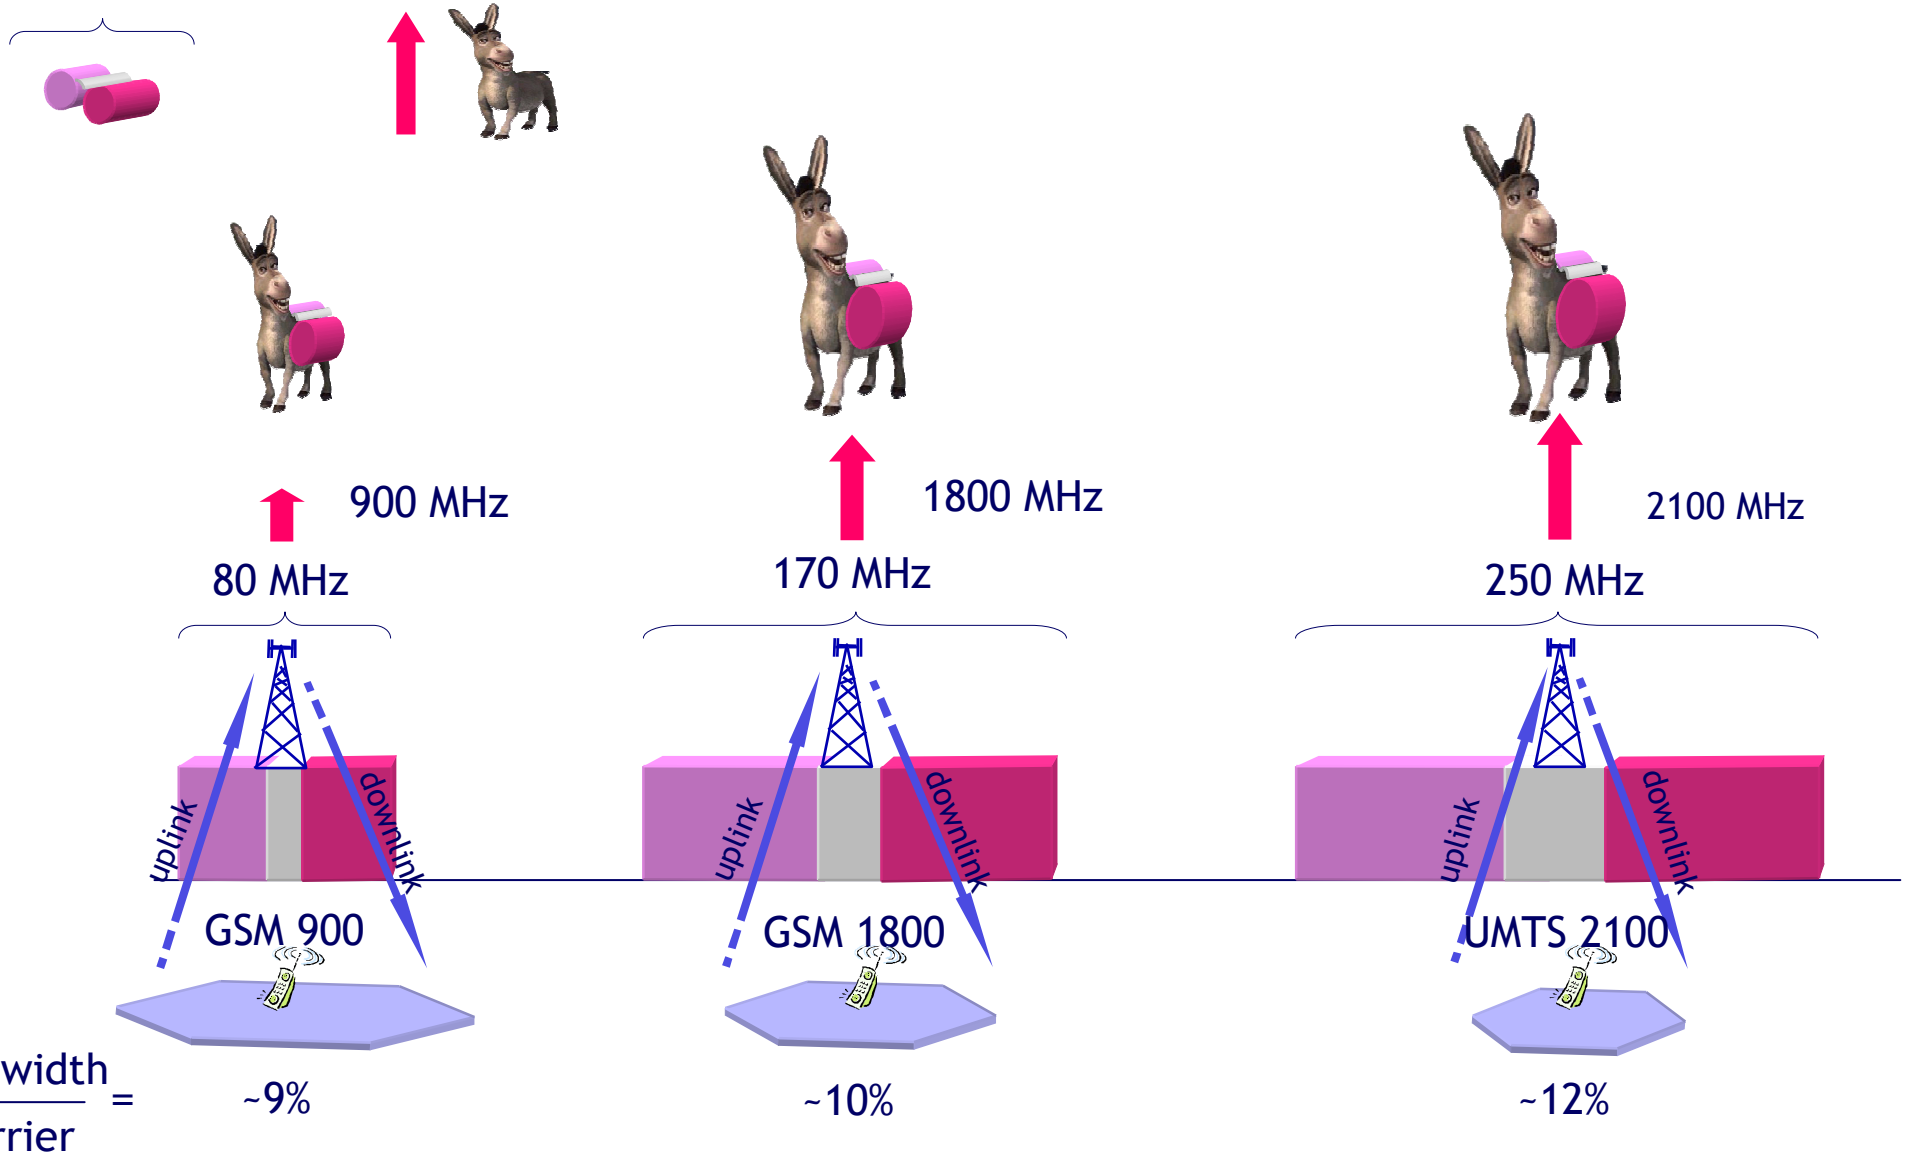 900 MHz
1800 MHz
2100 MHz
80 MHz
170 MHz
250 MHz
uplink
downlink
uplink
downlink
uplink
downlink
GSM 900
GSM 1800
UMTS 2100
width
rrier
=
~9%
~10%
~12%